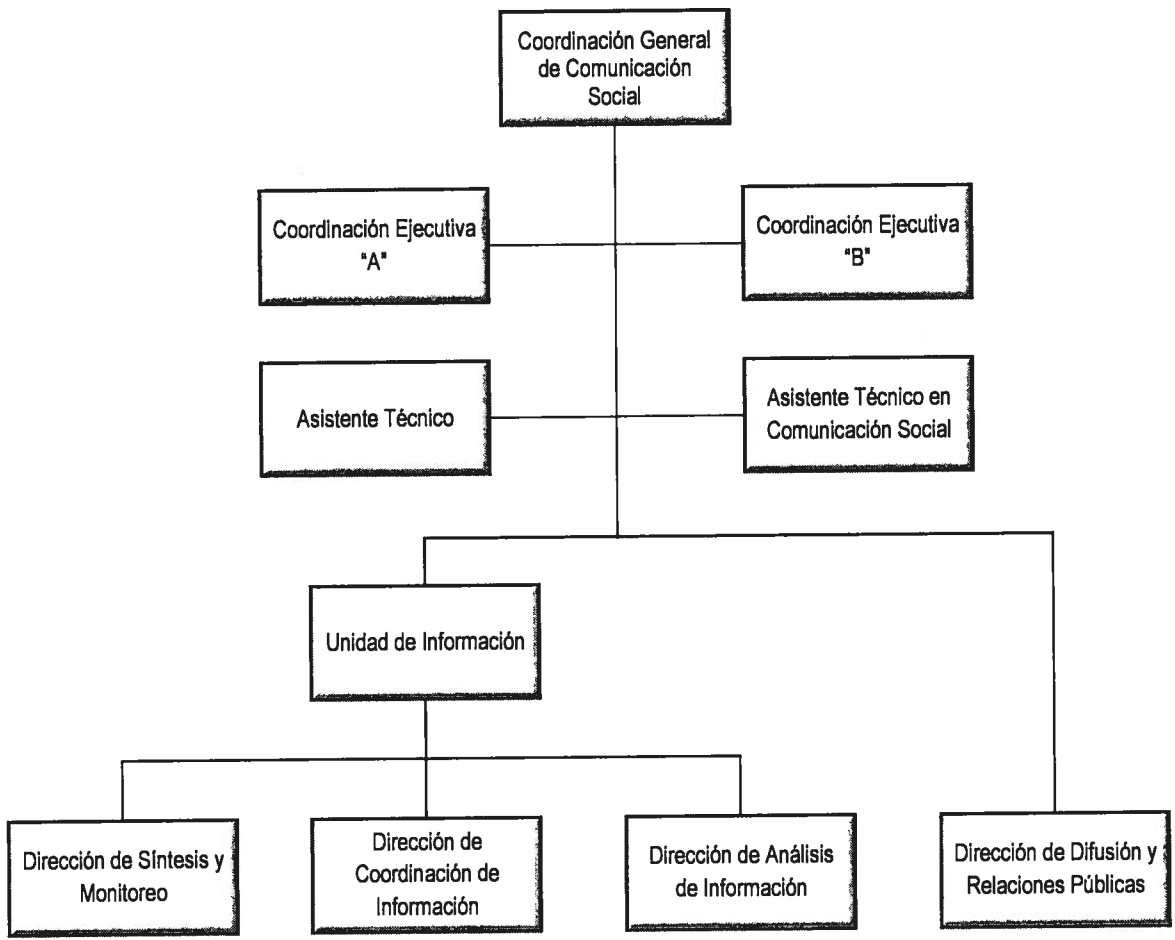 Coordinación General
de Comunicación
Social
Coordinación Ejecutiva
"A"
Coordinación Ejecutiva
"B"
Asistente Técnico
Asistente Técnico en
Comunicación Social
Unidad de Información
Dirección de Síntesis y
Monitoreo
Dirección de
Coordinación de
Información
Dirección de Análisis
de Información
Dirección de Difusión y
Relaciones Públicas